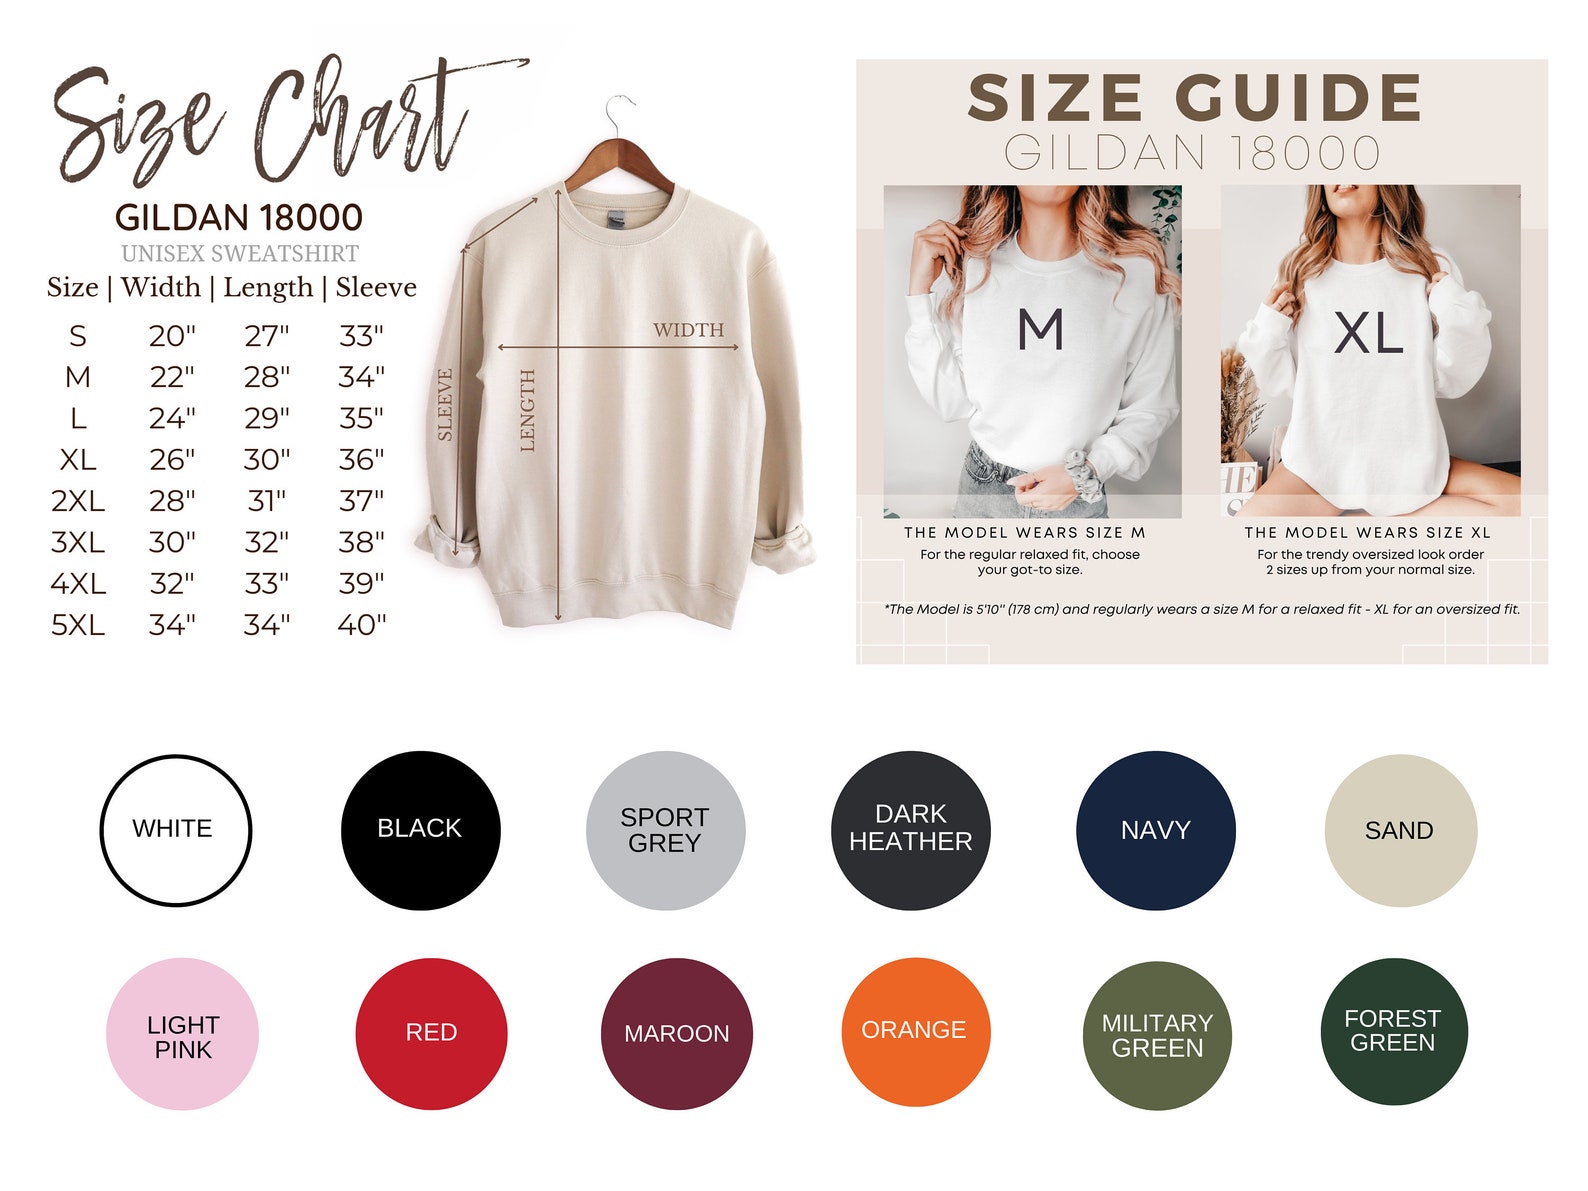 Size Chart
GILDAN 18000
UNISEX SWEATSHIRT
Size | Width | Length | Sleeve
S 20" 27" 33"
M 22" 28" 34"
L 24" 29" 35"
XL 26" 30" 36"
2XL 28" 31" 37"
3XL 30" 32" 38"
4XL 32" 33" 39"
5XL 34" 34" 40"
WIDTH
LENGTH
SLEEVE
SIZE GUIDE
GILDAN 18000
M
XL
THE MODEL WEARS SIZE M
For the regular relaxed fit, choose
your got-to size.
THE MODEL WEARS SIZE XL
For the trendy oversized look order
2 sizes up from your normal size.
*The Model is 5'10" (178 cm) and regularly wears a size M for a relaxed fit - XL for an oversized fit.
WHITE
BLACK
SPORT
GREY
DARK
HEATHER
NAVY
SAND
LIGHT
PINK
RED
MAROON
ORANGE
MILITARY
GREEN
FOREST
GREEN